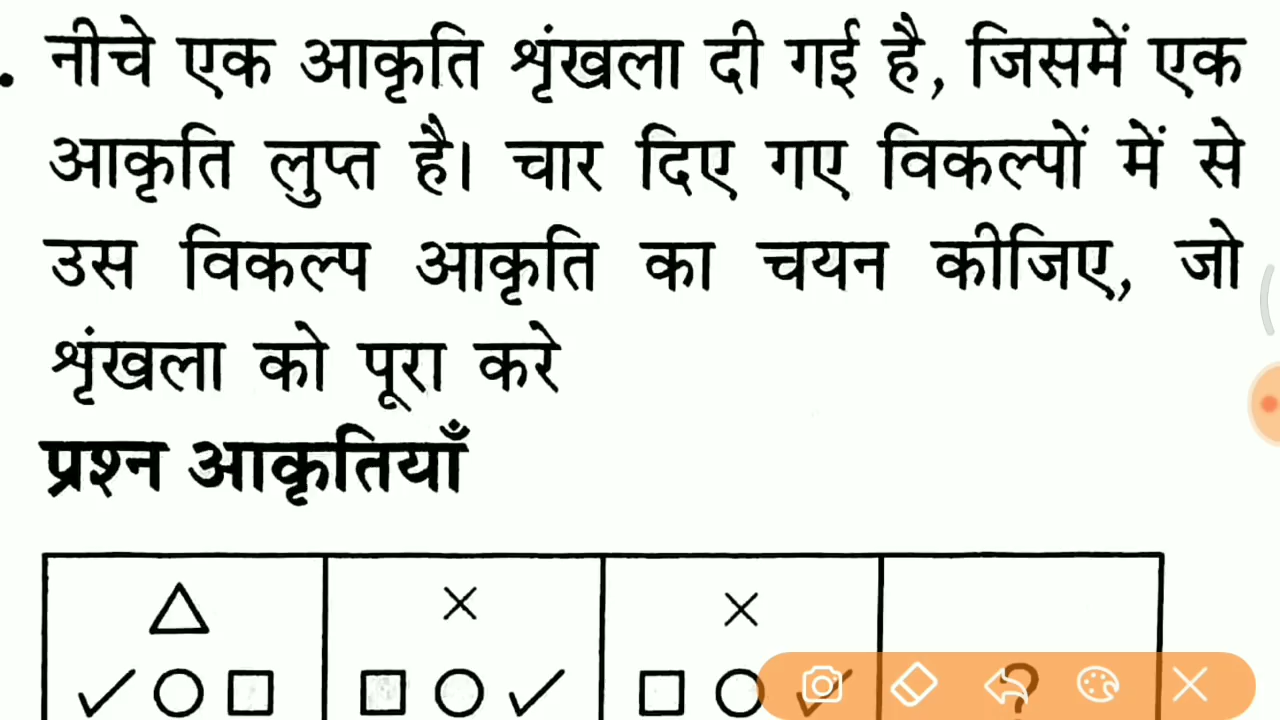 नीचे एक आकृति शृंखला दी गई है, जिसमें एक
आकृति लुप्त है। चार दिए गए विकल्पों में से
उस विकल्प आकृति का चयन कीजिए, जो
शृंखला को पूरा करे
प्रश्न आकृतियाँ
?